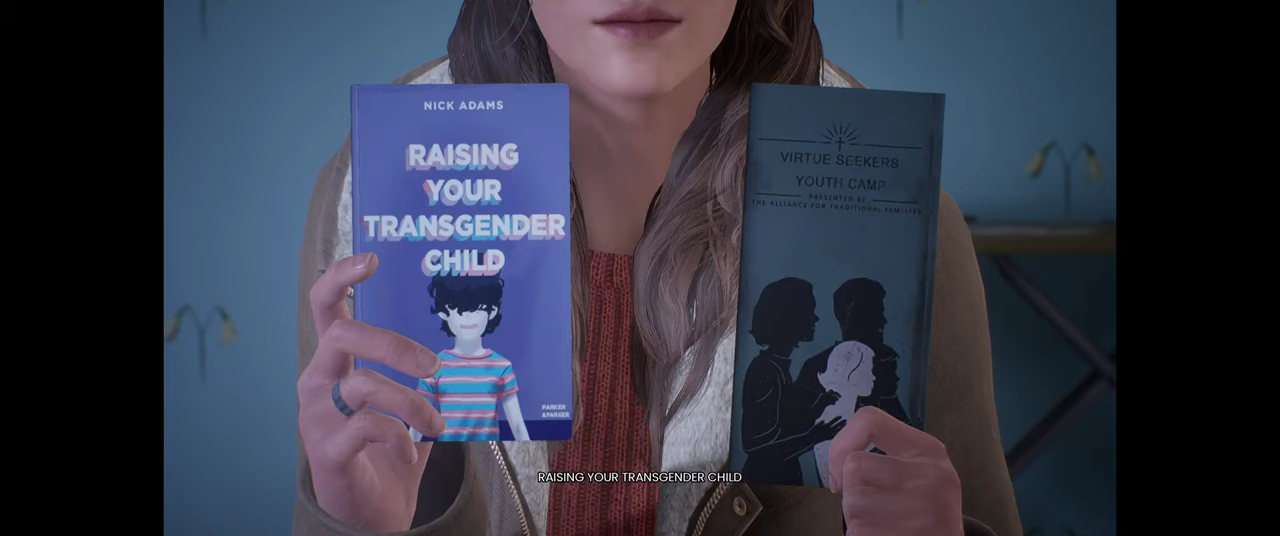 NICK ADAMS
RAISING
YOUR
TRANSGENDER
CHILD
PARKER
&PARKER
VIRTUE SEEKERS
YOUTH CAMP
PRESENTED BY
THE ALLIANCE FOR TRADITIONAL FAMILIES
RAISING YOUR TRANSGENDER CHILD